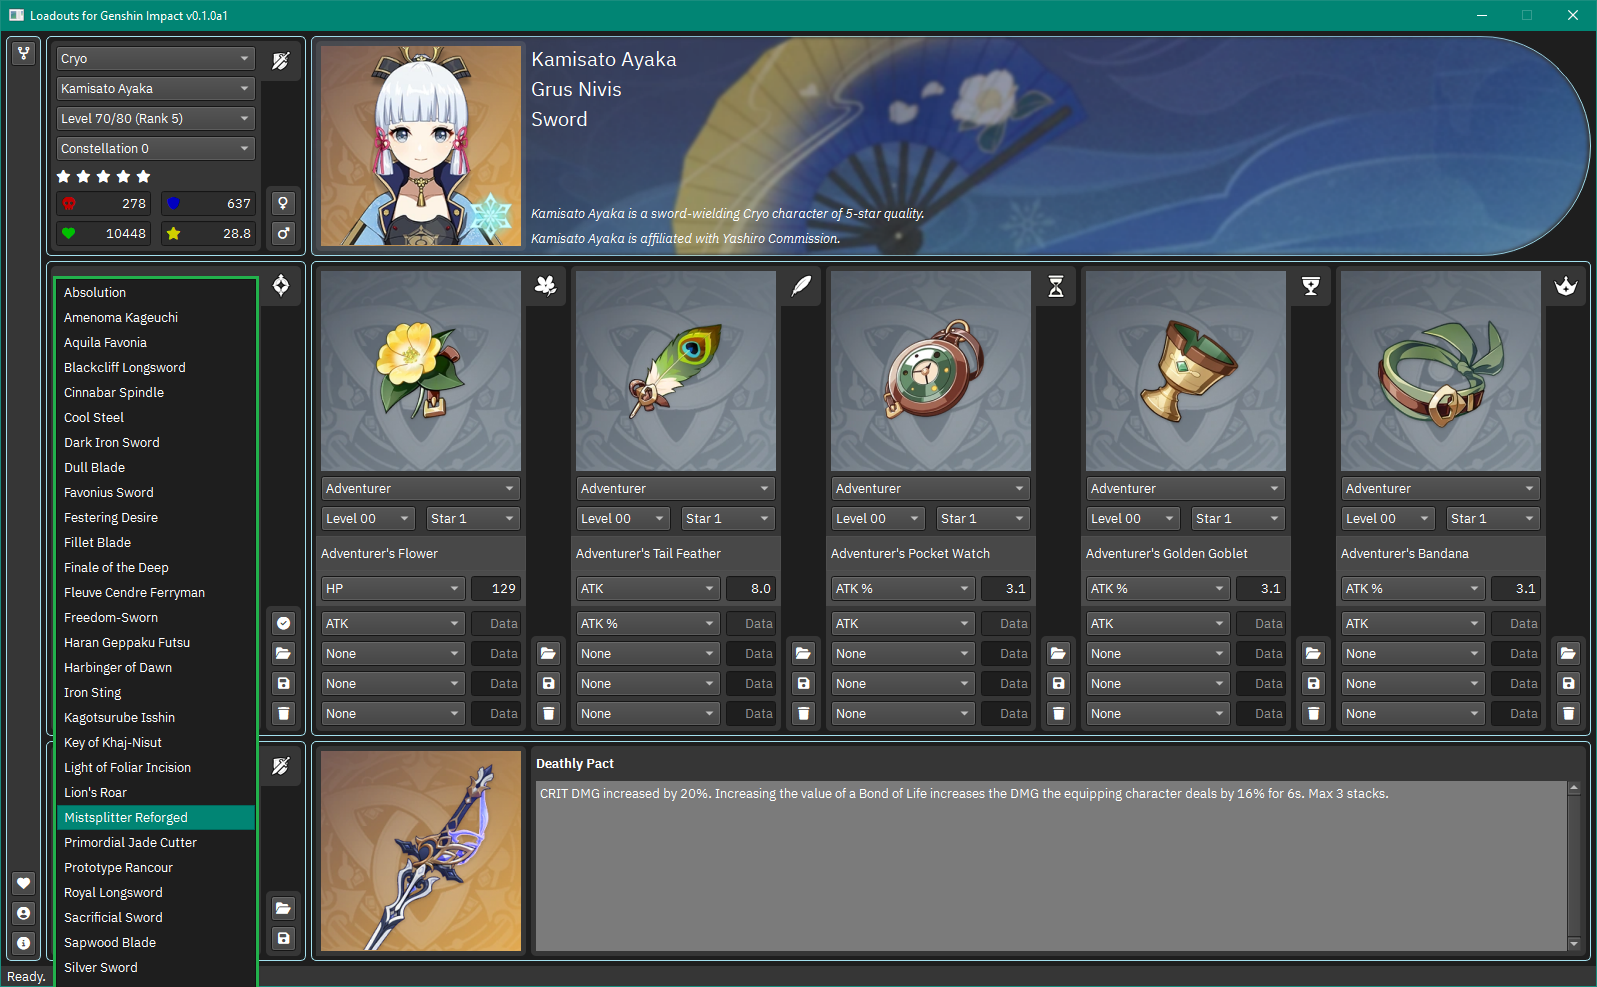 Loadouts for Genshin Impact v0.1.0a1
Cryo
Kamisato Ayaka
Level 70/80 (Rank 5)
Constellation 0
278
637
10448
28.8
Kamisato Ayaka
Grus Nivis
Sword
Kamisato Ayaka is a sword-wielding Cryo character of 5-star quality.
Kamisato Ayaka is affiliated with Yashiro Commission.
Absolution
Amenoma Kageuchi
Aquila Favonia
Blackcliff Longsword
Cinnabar Spindle
Cool Steel
Dark Iron Sword
Dull Blade
Favonius Sword
Festering Desire
Fillet Blade
Finale of the Deep
Fleuve Cendre Ferryman
Freedom-Sworn
Haran Geppaku Futsu
Harbinger of Dawn
Iron Sting
Kagotsurube Isshin
Key of Khaj-Nisut
Light of Foliar Incision
Lion's Roar
Mistsplitter Reforged
Primordial Jade Cutter
Prototype Rancour
Royal Longsword
Sacrificial Sword
Sapwood Blade
Silver Sword
Adventurer
Level 00
Star 1
Adventurer's Flower
HP
129
ATK
Data
None
Data
None
Data
None
Data
Adventurer
Level 00
Star 1
Adventurer's Tail Feather
ATK
8.0
ATK %
Data
None
Data
None
Data
None
Data
Adventurer
Level 00
Star 1
Adventurer's Pocket Watch
ATK %
3.1
ATK
Data
None
Data
None
Data
None
Data
Adventurer
Level 00
Star 1
Adventurer's Golden Goblet
ATK %
3.1
ATK
Data
None
Data
None
Data
None
Data
Adventurer
Level 00
Star 1
Adventurer's Bandana
ATK %
3.1
ATK
Data
None
Data
None
Data
None
Data
Deathly Pact
CRIT DMG increased by 20%. Increasing the value of a Bond of Life increases the DMG the equipping character deals by 16% for 6s. Max 3 stacks.
Ready.